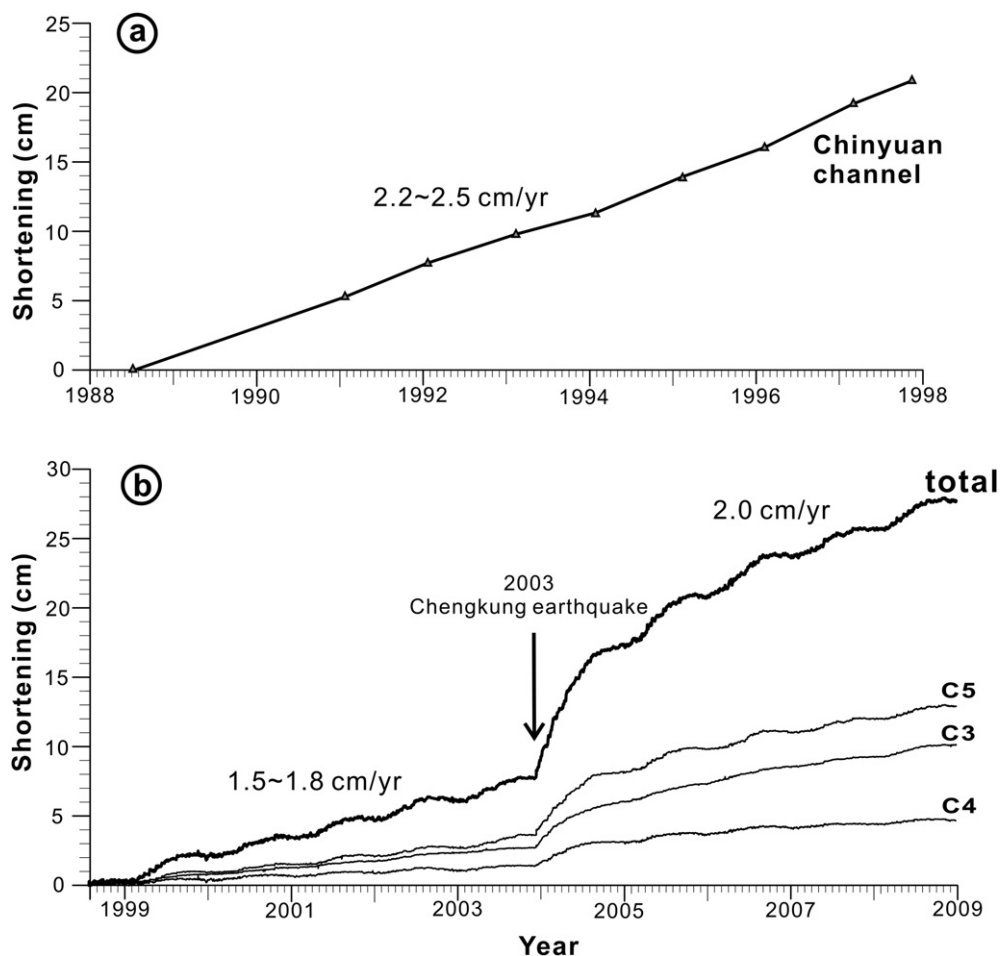 a
25
20
15
10
5
0
Shortening (cm)
2.2~2.5 cm/yr
Chinyuan
channel
1988
1990
1992
1994
1996
1998
b
30
25
20
15
10
5
0
Shortening (cm)
total
2.0 cm/yr
2003
Chengkung earthquake
1.5~1.8 cm/yr
C5
C3
C4
1999
2001
2003
2005
2007
2009
Year